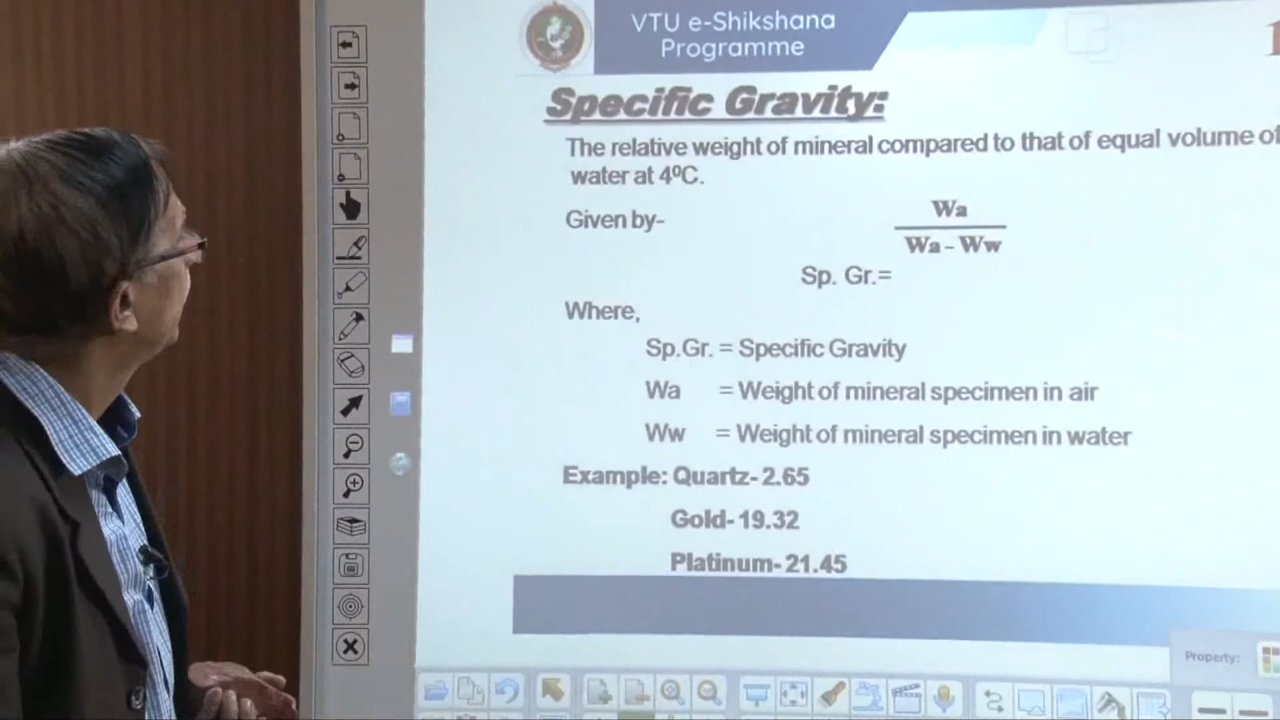 VTU e-Shikshana
Programme
Specific Gravity:
The relative weight of mineral compared to that of equal volume of
water at 4⁰C.
Given by-
Wa
Wa - Ww
Sp. Gr.=
Where,
Sp.Gr. = Specific Gravity
Wa = Weight of mineral specimen in air
Ww = Weight of mineral specimen in water
Example: Quartz- 2.65
Gold- 19.32
Platinum- 21.45
Property: